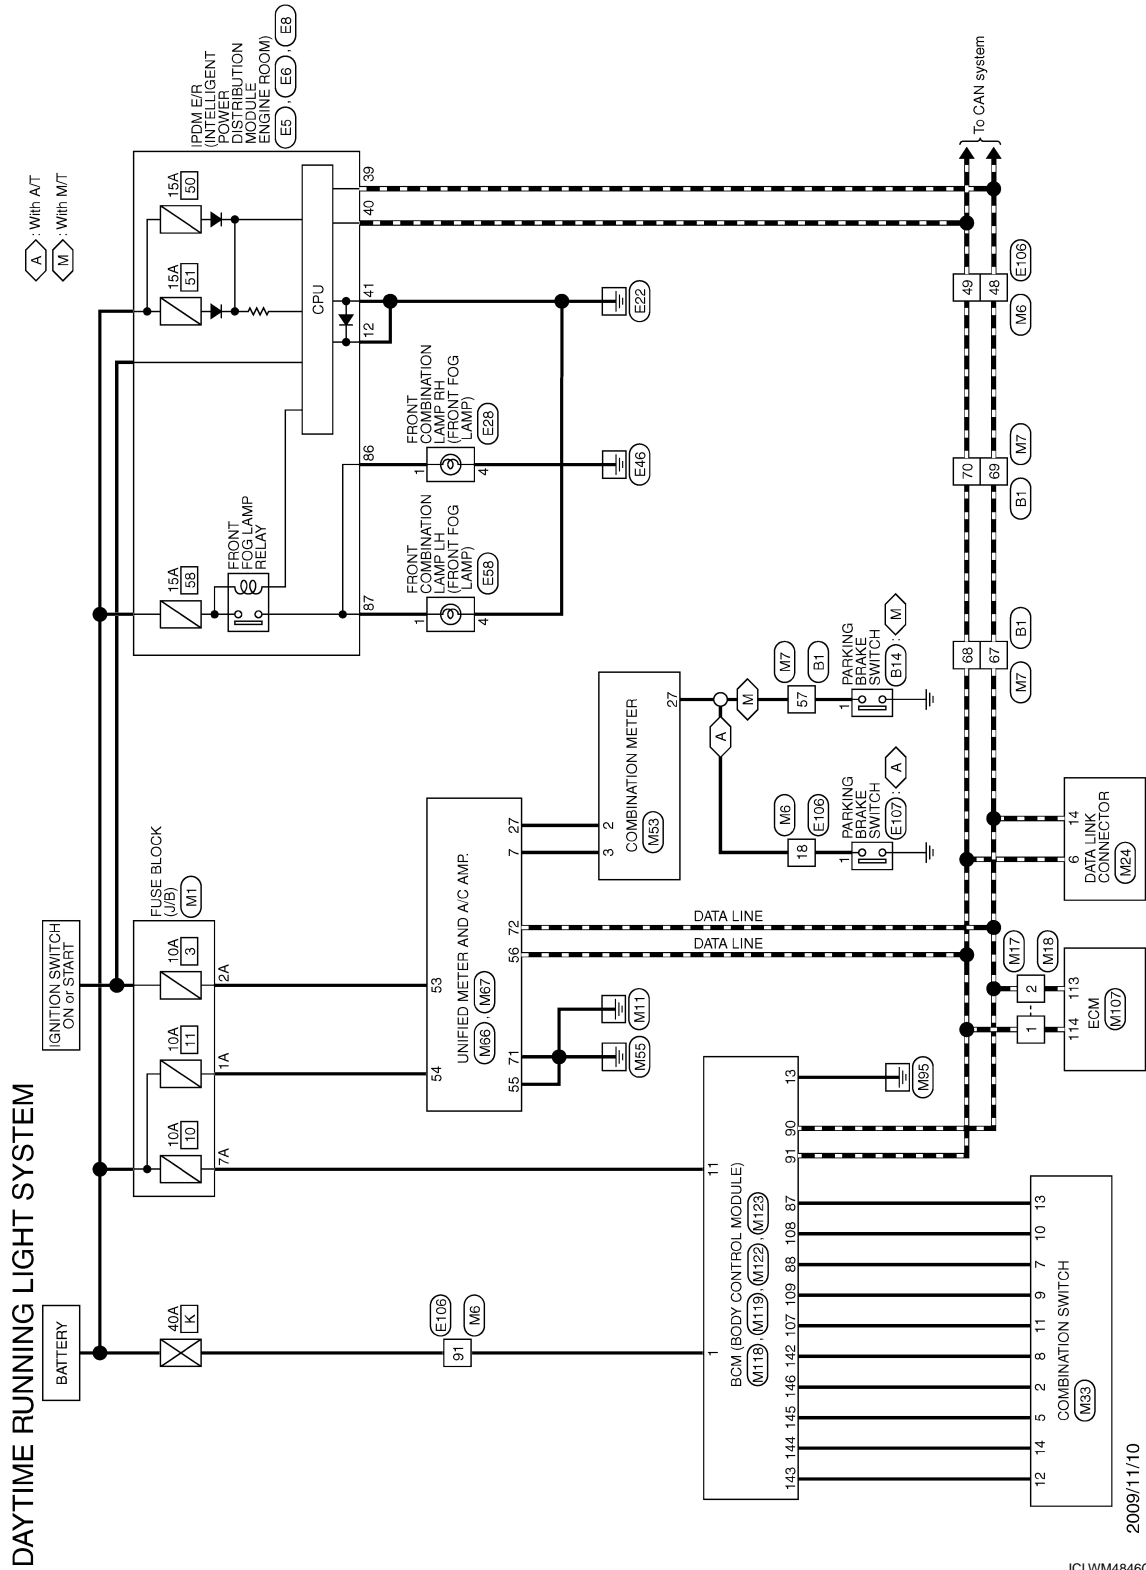 DAYTIME RUNNING LIGHT SYSTEM
A : With A/T
M : With M/T
BATTERY
IGNITION SWITCH
ON or START
40A
K
E106
M6
91
FUSE BLOCK
(J/B)
M1
10A
10
10A
11
10A
3
7A
1A
2A
IPDM E/R
(INTELLIGENT
POWER
DISTRIBUTION
MODULE
ENGINE ROOM)
E5 , E6 , E8
15A
58
15A
51
15A
50
FRONT
FOG LAMP
RELAY
CPU
87
86
12
41
40
39
FRONT
COMBINATION
LAMP LH
(FRONT FOG
LAMP)
E58
1
4
FRONT
COMBINATION
LAMP RH
(FRONT FOG
LAMP)
E28
1
4
E46
E22
54
53
UNIFIED METER AND A/C AMP.
M66 , M67
55
71
56
72
7
27
M55
M11
DATA LINE
DATA LINE
3
2
COMBINATION METER
M53
27
A
M
M6
E106
18
M7
B1
57
1
PARKING
BRAKE
SWITCH
E107 : A
1
PARKING
BRAKE
SWITCH
B14 : M
1
11
BCM (BODY CONTROL MODULE)
M118 , M119 , M122 , M123
143
144
145
146
142
107
109
88
108
87
91
90
13
M95
12
14
5
2
8
11
9
7
10
13
COMBINATION SWITCH
M33
1
2
M17
M18
114
113
ECM
M107
6
14
DATA LINK
CONNECTOR
M24
68
67
M7
B1
70
69
B1
M7
49
48
M6
E106
To CAN system
2009/11/10